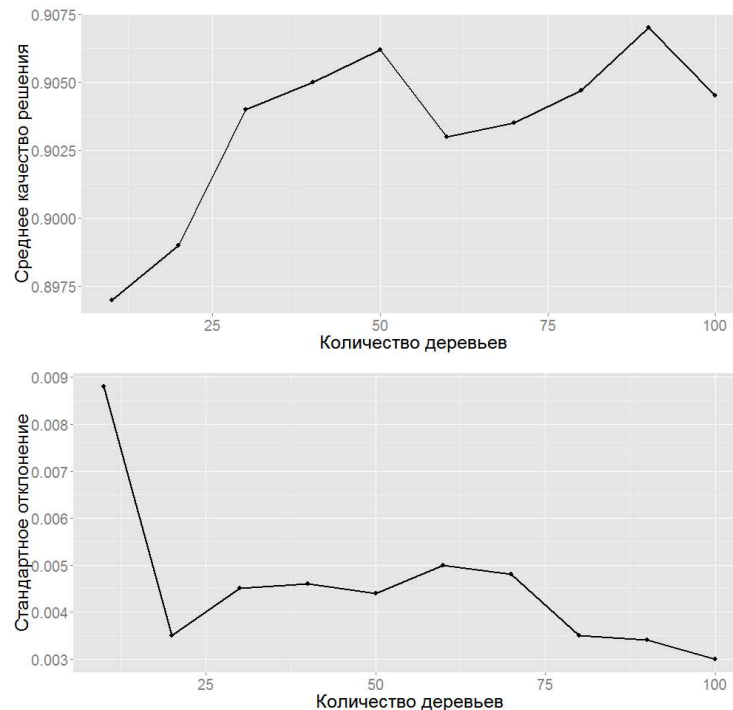 Среднее качество решения
0.9075
0.9050
0.9025
0.9000
0.8975
25 50 75 100
Количество деревьев
Стандартное отклонение
0.009
0.008
0.007
0.006
0.005
0.004
0.003
25 50 75 100
Количество деревьев